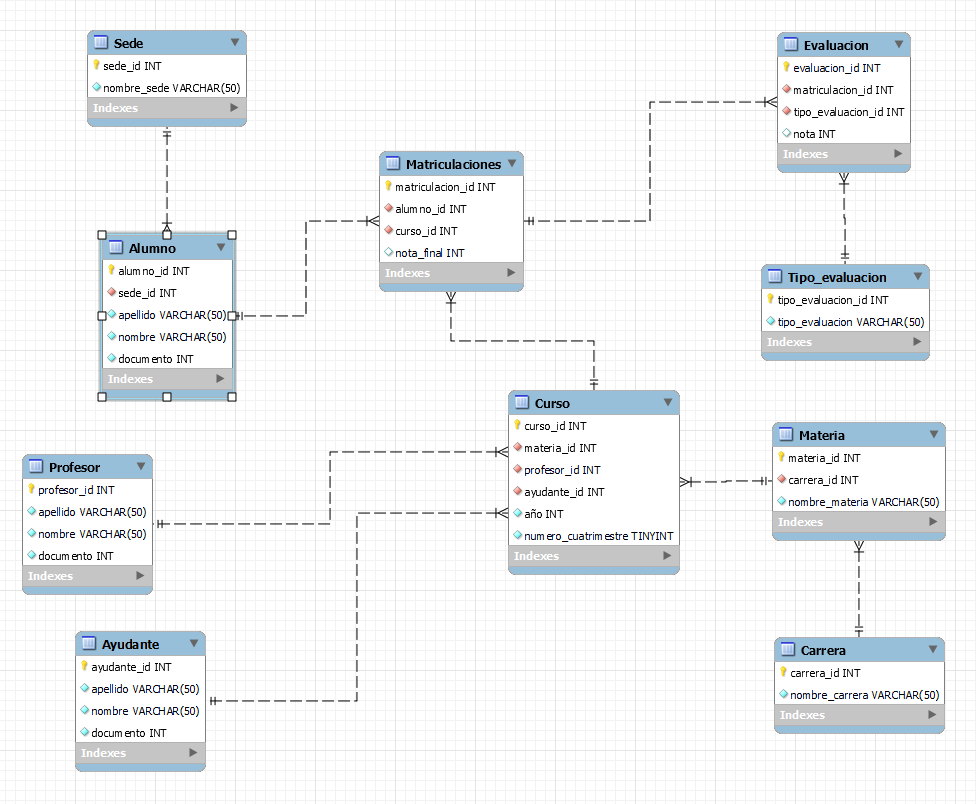 Sede
sede_id INT
nombre_sede VARCHAR(50)
Indexes
Evaluacion
evaluacion_id INT
matriculacion_id INT
tipo_evaluacion_id INT
nota INT
Indexes
Matriculaciones
matriculacion_id INT
alumno_id INT
curso_id INT
nota_final INT
Indexes
Alumno
alumno_id INT
sede_id INT
apellido VARCHAR(50)
nombre VARCHAR(50)
documento INT
Indexes
Tipo_evaluacion
tipo_evaluacion_id INT
tipo_evaluacion VARCHAR(50)
Indexes
Curso
curso_id INT
materia_id INT
profesor_id INT
ayudante_id INT
año INT
numero_cuatrimestre TINYINT
Indexes
Materia
materia_id INT
carrera_id INT
nombre_materia VARCHAR(50)
Indexes
Profesor
profesor_id INT
apellido VARCHAR(50)
nombre VARCHAR(50)
documento INT
Indexes
Ayudante
ayudante_id INT
apellido VARCHAR(50)
nombre VARCHAR(50)
documento INT
Indexes
Carrera
carrera_id INT
nombre_carrera VARCHAR(50)
Indexes